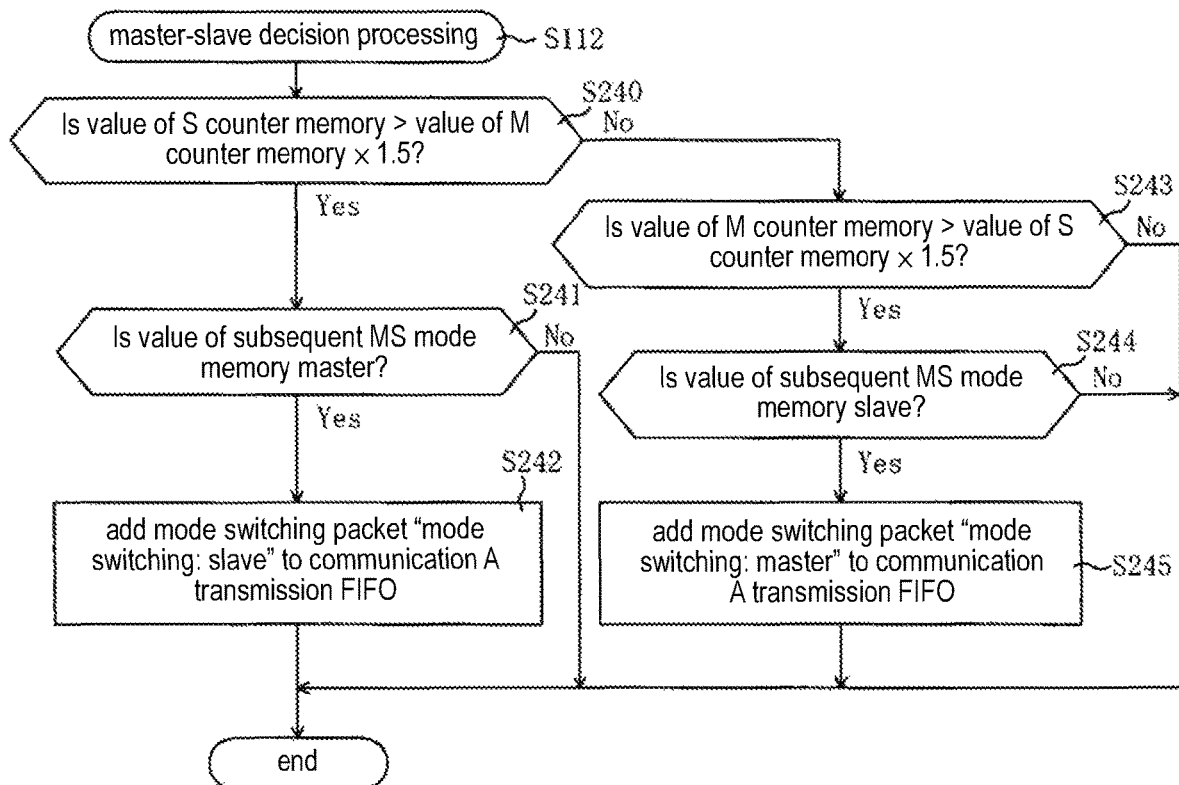 master-slave decision processing
S112
S240
Is value of S counter memory > value of M
counter memory × 1.5?
No
Yes
S243
Is value of M counter memory > value of S
counter memory × 1.5?
No
Yes
S241
Is value of subsequent MS mode
memory master?
No
Yes
S244
Is value of subsequent MS mode
memory slave?
No
Yes
S242
add mode switching packet “mode
switching: slave” to communication A
transmission FIFO
add mode switching packet “mode
switching: master” to communication
A transmission FIFO
S245
end